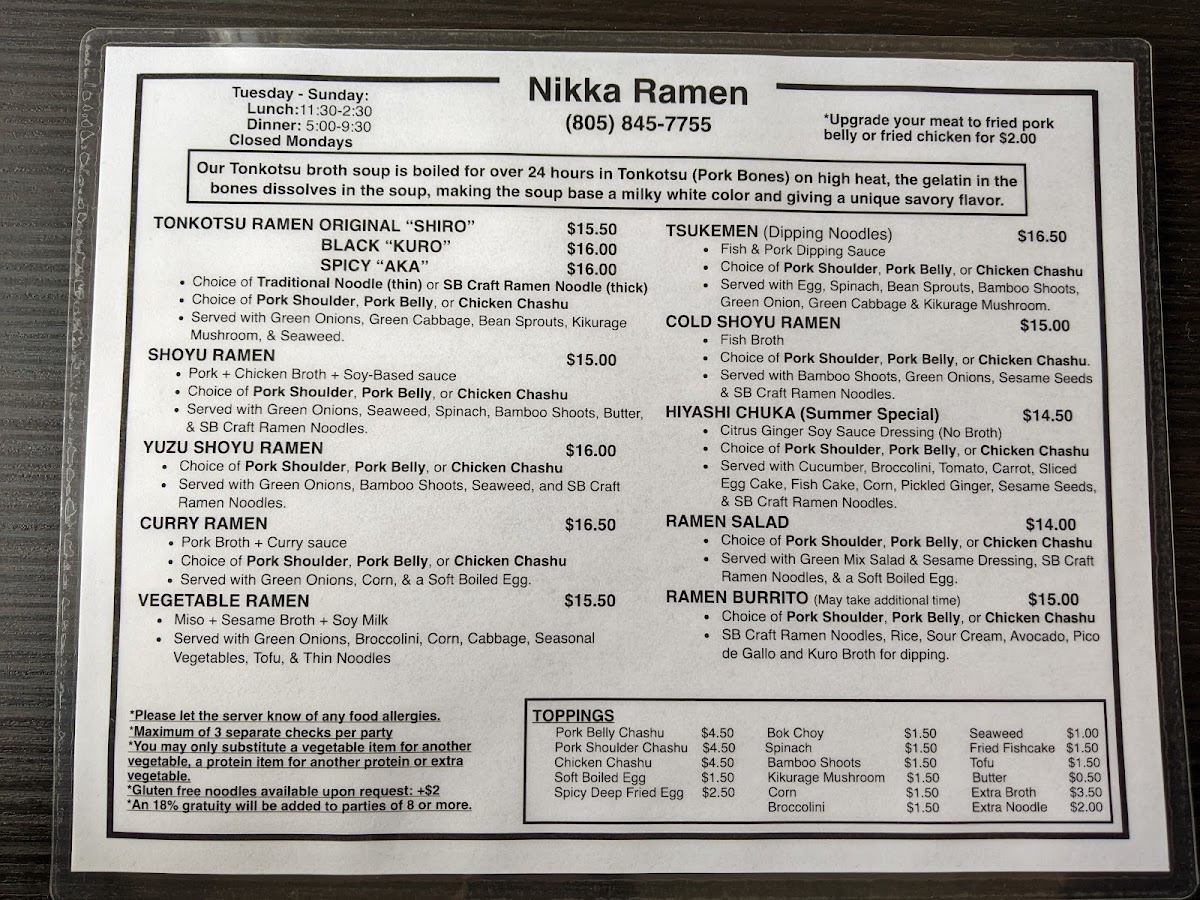 Nikka Ramen
(805) 845-7755
Tuesday - Sunday:
Lunch:11:30-2:30
Dinner: 5:00-9:30
Closed Mondays
*Upgrade your meat to fried pork
belly or fried chicken for $2.00
Our Tonkotsu broth soup is boiled for over 24 hours in Tonkotsu (Pork Bones) on high heat, the gelatin in the
bones dissolves in the soup, making the soup base a milky white color and giving a unique savory flavor.
TONKOTSU RAMEN ORIGINAL “SHIRO” $15.50
BLACK “KURO” $16.00
SPICY “AKA” $16.00
• Choice of Traditional Noodle (thin) or SB Craft Ramen Noodle (thick)
• Choice of Pork Shoulder, Pork Belly, or Chicken Chashu
• Served with Green Onions, Green Cabbage, Bean Sprouts, Kikurage
Mushroom, & Seaweed.
SHOYU RAMEN $15.00
• Pork + Chicken Broth + Soy-Based sauce
• Choice of Pork Shoulder, Pork Belly, or Chicken Chashu
• Served with Green Onions, Seaweed, Spinach, Bamboo Shoots, Butter,
& SB Craft Ramen Noodles.
YUZU SHOYU RAMEN $16.00
• Choice of Pork Shoulder, Pork Belly, or Chicken Chashu
• Served with Green Onions, Bamboo Shoots, Seaweed, and SB Craft
Ramen Noodles.
CURRY RAMEN $16.50
• Pork Broth + Curry sauce
• Choice of Pork Shoulder, Pork Belly, or Chicken Chashu
• Served with Green Onions, Corn, & a Soft Boiled Egg.
VEGETABLE RAMEN $15.50
• Miso + Sesame Broth + Soy Milk
• Served with Green Onions, Broccolini, Corn, Cabbage, Seasonal
Vegetables, Tofu, & Thin Noodles
TSUKEMEN (Dipping Noodles) $16.50
• Fish & Pork Dipping Sauce
• Choice of Pork Shoulder, Pork Belly, or Chicken Chashu
• Served with Egg, Spinach, Bean Sprouts, Bamboo Shoots,
Green Onion, Green Cabbage & Kikurage Mushroom.
COLD SHOYU RAMEN $15.00
• Fish Broth
• Choice of Pork Shoulder, Pork Belly, or Chicken Chashu.
• Served with Bamboo Shoots, Green Onions, Sesame Seeds
& SB Craft Ramen Noodles.
HIYASHI CHUKA (Summer Special) $14.50
• Citrus Ginger Soy Sauce Dressing (No Broth)
• Choice of Pork Shoulder, Pork Belly, or Chicken Chashu
• Served with Cucumber, Broccolini, Tomato, Carrot, Sliced
Egg Cake, Fish Cake, Corn, Pickled Ginger, Sesame Seeds,
& SB Craft Ramen Noodles.
RAMEN SALAD $14.00
• Choice of Pork Shoulder, Pork Belly, or Chicken Chashu
• Served with Green Mix Salad & Sesame Dressing, SB Craft
Ramen Noodles, & a Soft Boiled Egg.
RAMEN BURRITO (May take additional time) $15.00
• Choice of Pork Shoulder, Pork Belly, or Chicken Chashu
• SB Craft Ramen Noodles, Rice, Sour Cream, Avocado, Pico
de Gallo and Kuro Broth for dipping.
*Please let the server know of any food allergies.
*Maximum of 3 separate checks per party
*You may only substitute a vegetable item for another
vegetable, a protein item for another protein or extra
vegetable.
*Gluten free noodles available upon request: +$2
*An 18% gratuity will be added to parties of 8 or more.
TOPPINGS
Pork Belly Chashu $4.50
Pork Shoulder Chashu $4.50
Chicken Chashu $4.50
Soft Boiled Egg $1.50
Spicy Deep Fried Egg $2.50
Bok Choy $1.50
Spinach $1.50
Bamboo Shoots $1.50
Kikurage Mushroom $1.50
Corn $1.50
Broccolini $1.50
Seaweed $1.00
Fried Fishcake $1.50
Tofu $1.50
Butter $0.50
Extra Broth $3.50
Extra Noodle $2.00